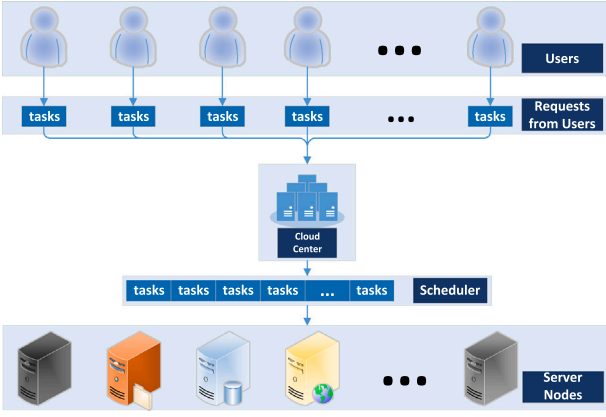 Users
tasks tasks tasks tasks ... tasks
Requests
from Users
Cloud
Center
tasks tasks tasks tasks ... tasks
Scheduler
Server
Nodes